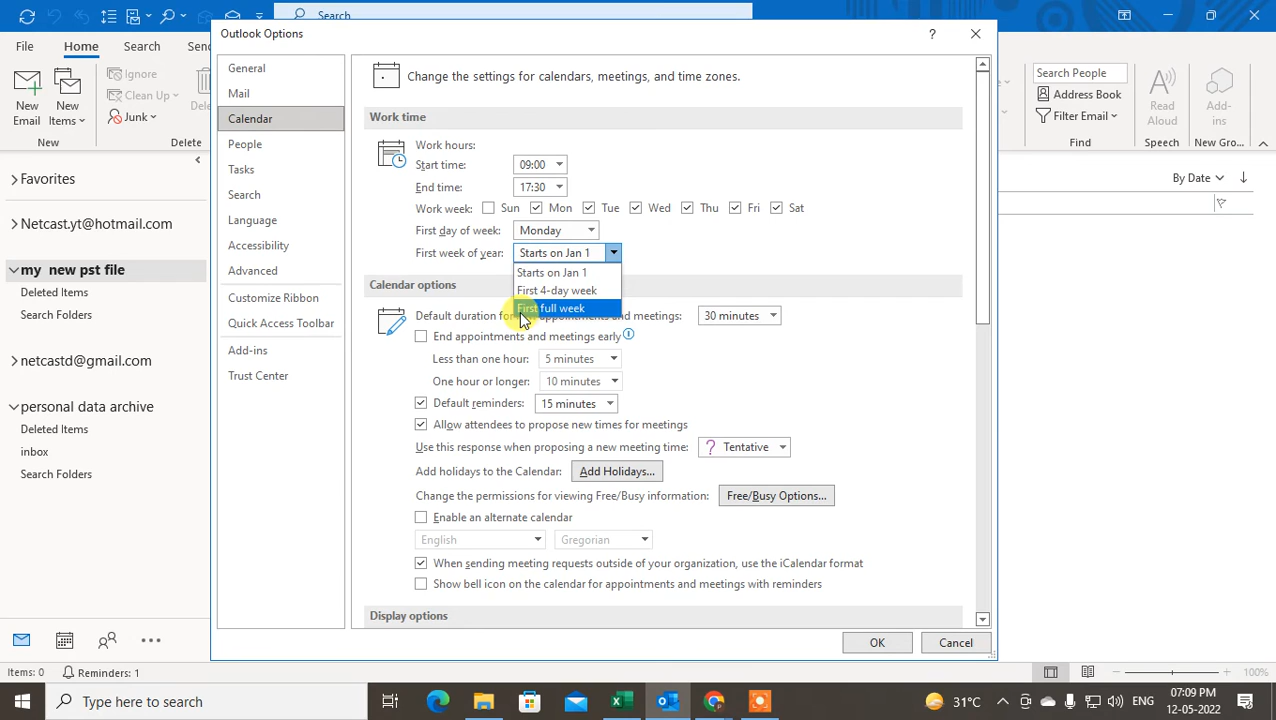 Search
Outlook Options
?
File
Home
Search
New Email
New Items
Ignore
Clean Up
Junk
New
Delete
Search People
Address Book
Filter Email
Find
Read Aloud
Speech
Add-ins
New Gro...
By Date
Favorites
Netcast.yt@hotmail.com
my new pst file
Deleted Items
Search Folders
netcastd@gmail.com
personal data archive
Deleted Items
inbox
Search Folders
General
Mail
Calendar
People
Tasks
Search
Language
Accessibility
Advanced
Customize Ribbon
Quick Access Toolbar
Add-ins
Trust Center
Change the settings for calendars, meetings, and time zones.
Work time
Work hours:
Start time: 09:00
End time: 17:30
Work week: Sun Mon Tue Wed Thu Fri Sat
First day of week: Monday
First week of year: Starts on Jan 1
Starts on Jan 1
First 4-day week
First full week
Calendar options
Default duration for appointments and meetings: 30 minutes
End appointments and meetings early
Less than one hour: 5 minutes
One hour or longer: 10 minutes
Default reminders: 15 minutes
Allow attendees to propose new times for meetings
Use this response when proposing a new meeting time: ? Tentative
Add holidays to the Calendar: Add Holidays...
Change the permissions for viewing Free/Busy information: Free/Busy Options...
Enable an alternate calendar
English Gregorian
When sending meeting requests outside of your organization, use the iCalendar format
Show bell icon on the calendar for appointments and meetings with reminders
Display options
OK Cancel
Items: 0 Reminders: 1
100%
Type here to search
31°C
ENG
07:09 PM
12-05-2022